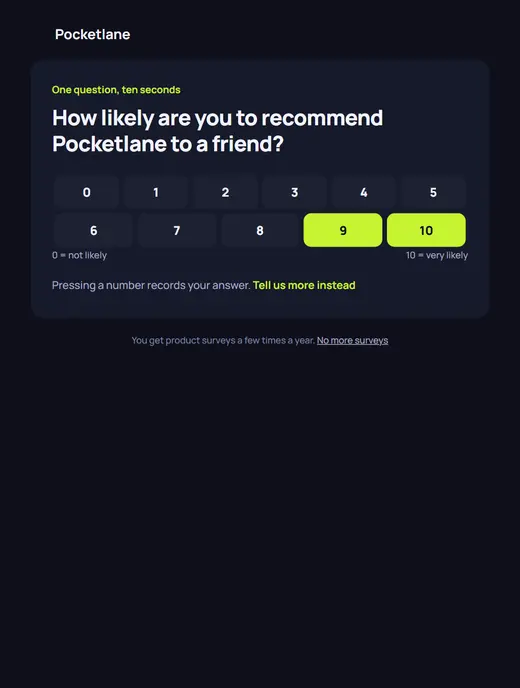 Pocketlane
One question, ten seconds
How likely are you to recommend
Pocketlane to a friend?
0 1 2 3 4 5
6 7 8 9 10
0 = not likely 10 = very likely
Pressing a number records your answer. Tell us more instead
You get product surveys a few times a year. No more surveys